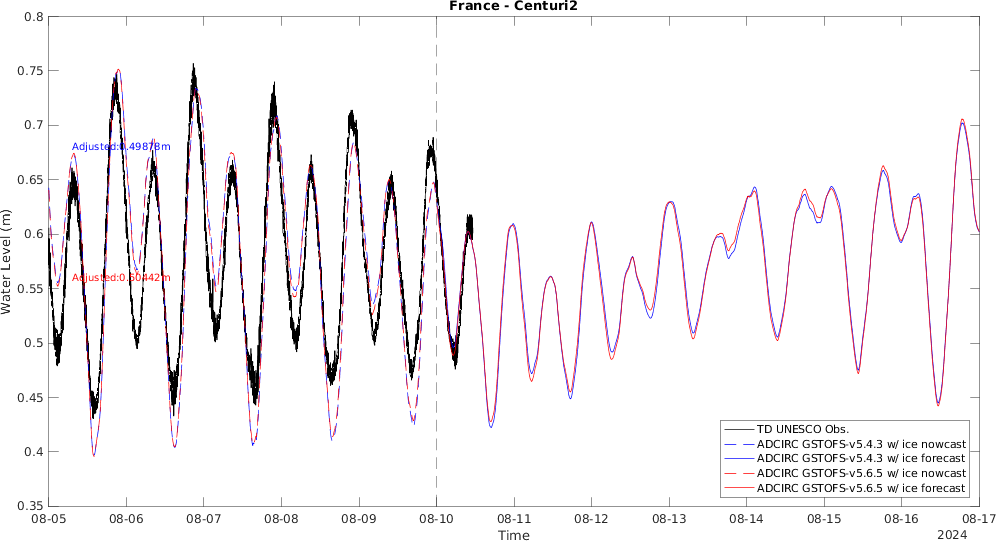 France - Centuri2
0.8
0.75
0.7
0.65
0.6
0.55
0.5
0.45
0.4
0.35
Water Level (m)
Adjusted:0.49878m
Adjusted:0.60442m
TD UNESCO Obs.
ADCIRC GSTOFS-v5.4.3 w/ ice nowcast
ADCIRC GSTOFS-v5.4.3 w/ ice forecast
ADCIRC GSTOFS-v5.6.5 w/ ice nowcast
ADCIRC GSTOFS-v5.6.5 w/ ice forecast
08-05 08-06 08-07 08-08 08-09 08-10 08-11 08-12 08-13 08-14 08-15 08-16 08-17
Time
2024